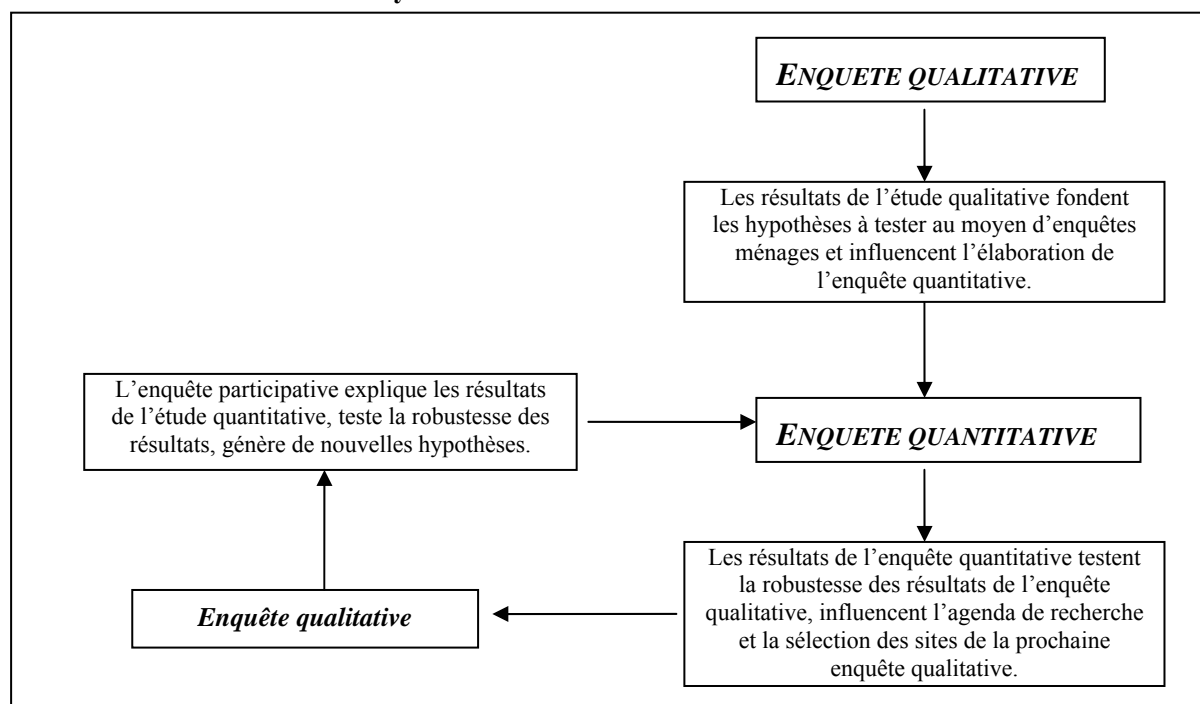 ENQUETE QUALITATIVE
Les résultats de l’étude qualitative fondent
les hypothèses à tester au moyen d’enquêtes
ménages et influencent l’élaboration de
l’enquête quantitative.
L’enquête participative explique les résultats
de l’étude quantitative, teste la robustesse des
résultats, génère de nouvelles hypothèses.
ENQUETE QUANTITATIVE
Les résultats de l’enquête quantitative testent
la robustesse des résultats de l’enquête
qualitative, influencent l’agenda de recherche
et la sélection des sites de la prochaine
enquête qualitative.
Enquête qualitative